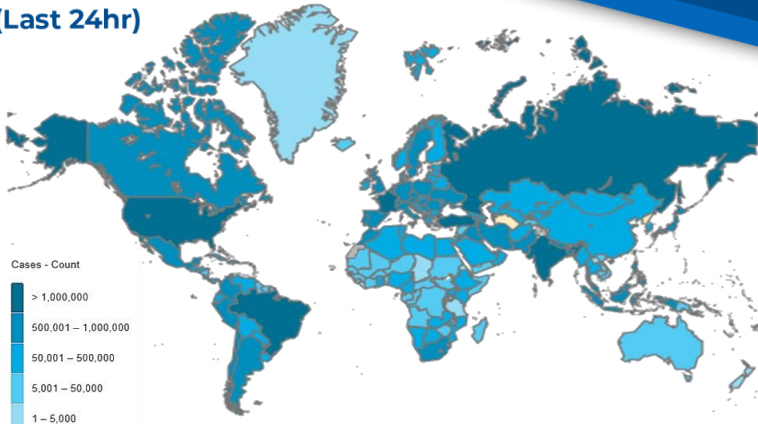 (Last 24hr)
Cases - Count
> 1,000,000
500,001 – 1,000,000
50,001 – 500,000
5,001 – 50,000
1 – 5,000